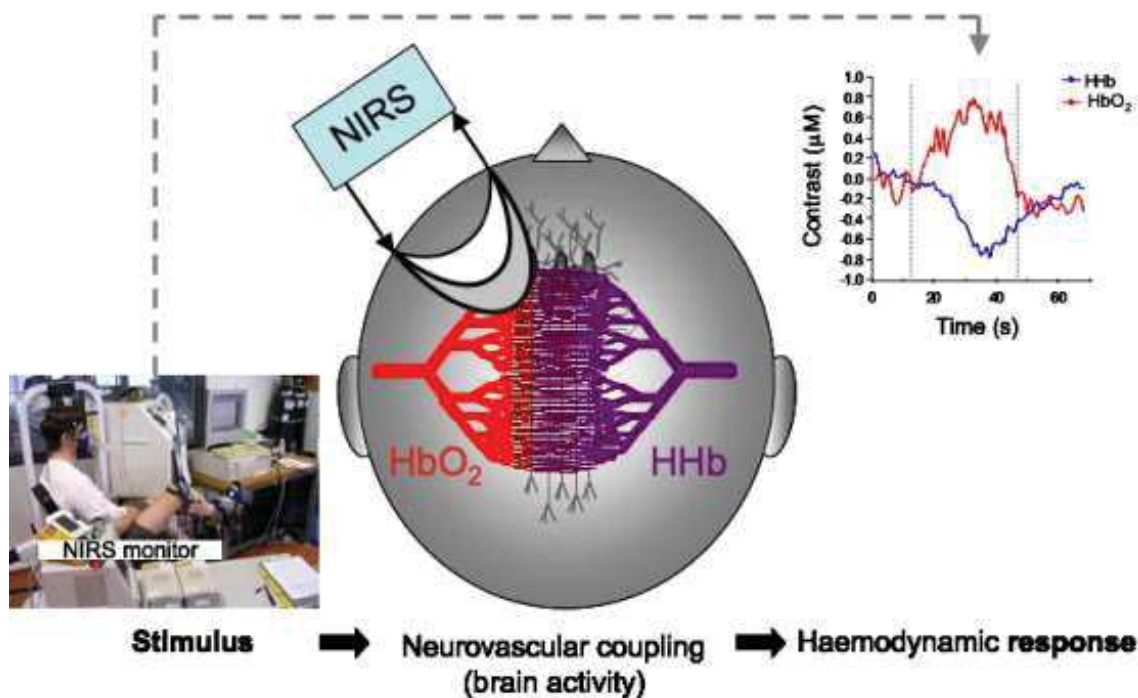 NIRS
HHb
HbO₂
1.0
0.8
0.6
0.4
0.2
0.0
-0.2
-0.4
-0.6
-0.8
-1.0
Contrast (µM)
0 20 40 60
Time (s)
HbO₂
HHb
NIRS monitor
Stimulus
Neurovascular coupling
(brain activity)
Haemodynamic response